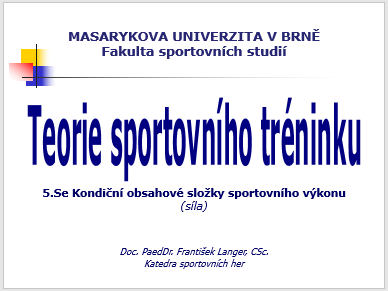 MASARYKOVA UNIVERZITA V BRNĚ
Fakulta sportovních studií
Teorie sportovního tréninku
5.Se Kondiční obsahové složky sportovního výkonu
(síla)
Doc. PaedDr. František Langer, CSc.
Katedra sportovních her